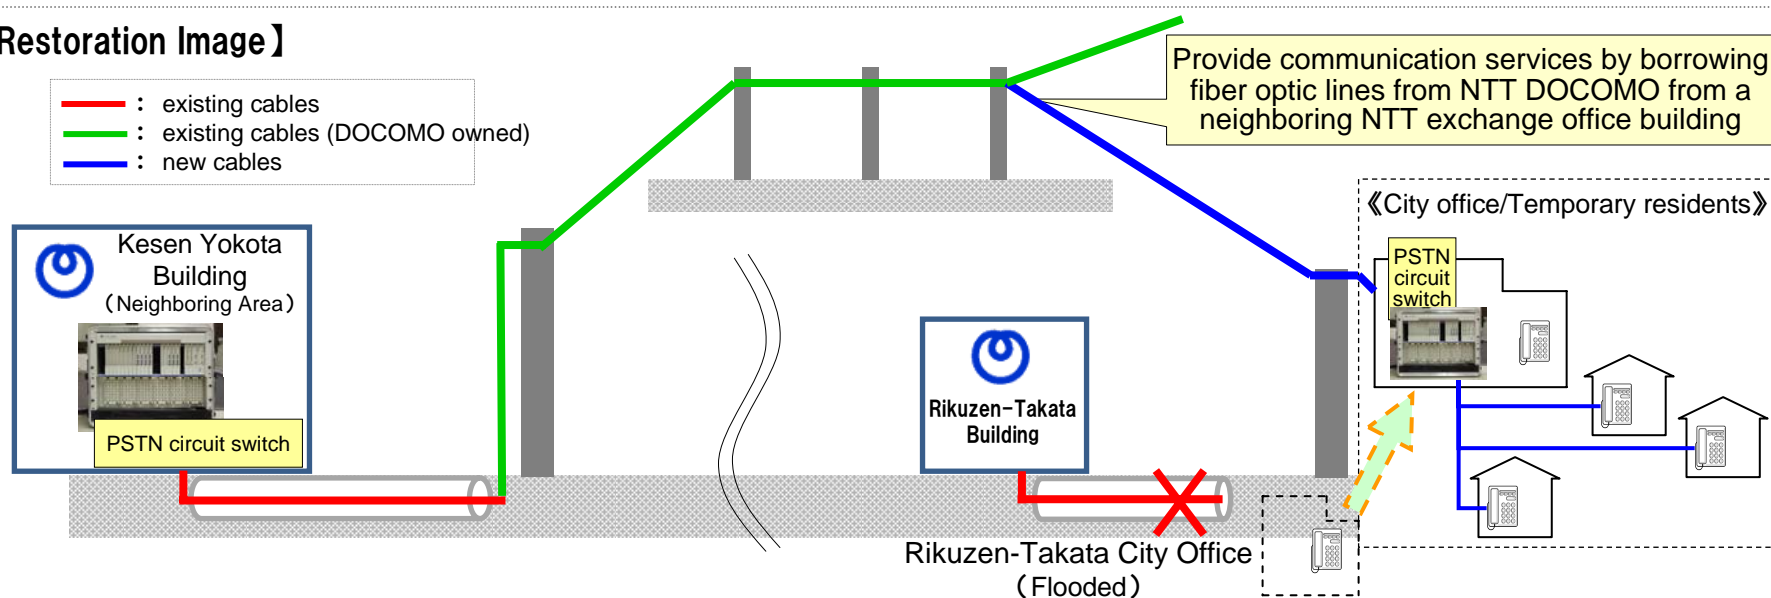 Restoration Image】
： existing cables
： existing cables (DOCOMO owned)
： new cables
Provide communication services by borrowing
fiber optic lines from NTT DOCOMO from a
neighboring NTT exchange office building
《City office/Temporary residents》
Kesen Yokota
Building
（Neighboring Area）
PSTN circuit switch
PSTN
circuit
switch
Rikuzen-Takata
Building
Rikuzen-Takata City Office
（Flooded）